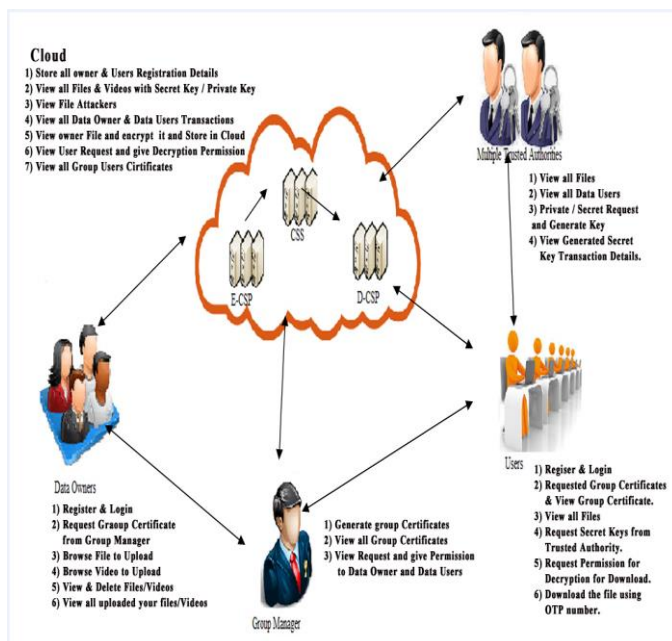 Cloud
1) Store all owner & Users Registration Details
2) View all Files & Videos with Secret Key / Private Key
3) View File Attackers
4) View all Data Owner & Data Users Transactions
5) View owner File and encrypt it and Store in Cloud
6) View User Request and give Decryption Permission
7) View all Group Users Cirtificates
Multiple Trusted Authorities
1) View all Files
2) View all Data Users
3) Private / Secret Request
and Generate Key
4) View Generated Secret
Key Transaction Details.
CSS
E-CSP
D-CSP
Data Owners
1) Register & Login
2) Request Graoup Certificate
from Group Manager
3) Browse File to Upload
4) Browse Video to Upload
5) View & Delete Files/Videos
6) View all uploaded your files/Videos
Group Manager
1) Generate group Certificates
2) View all Group Certificates
3) View Request and give Permission
to Data Owner and Data Users
Users
1) Regiser & Login
2) Requested Group Certificates
& View Group Certificate.
3) View all Files
4) Request Secret Keys from
Trusted Authority.
5) Request Permission for
Decryption for Download.
6) Download the file using
OTP number.